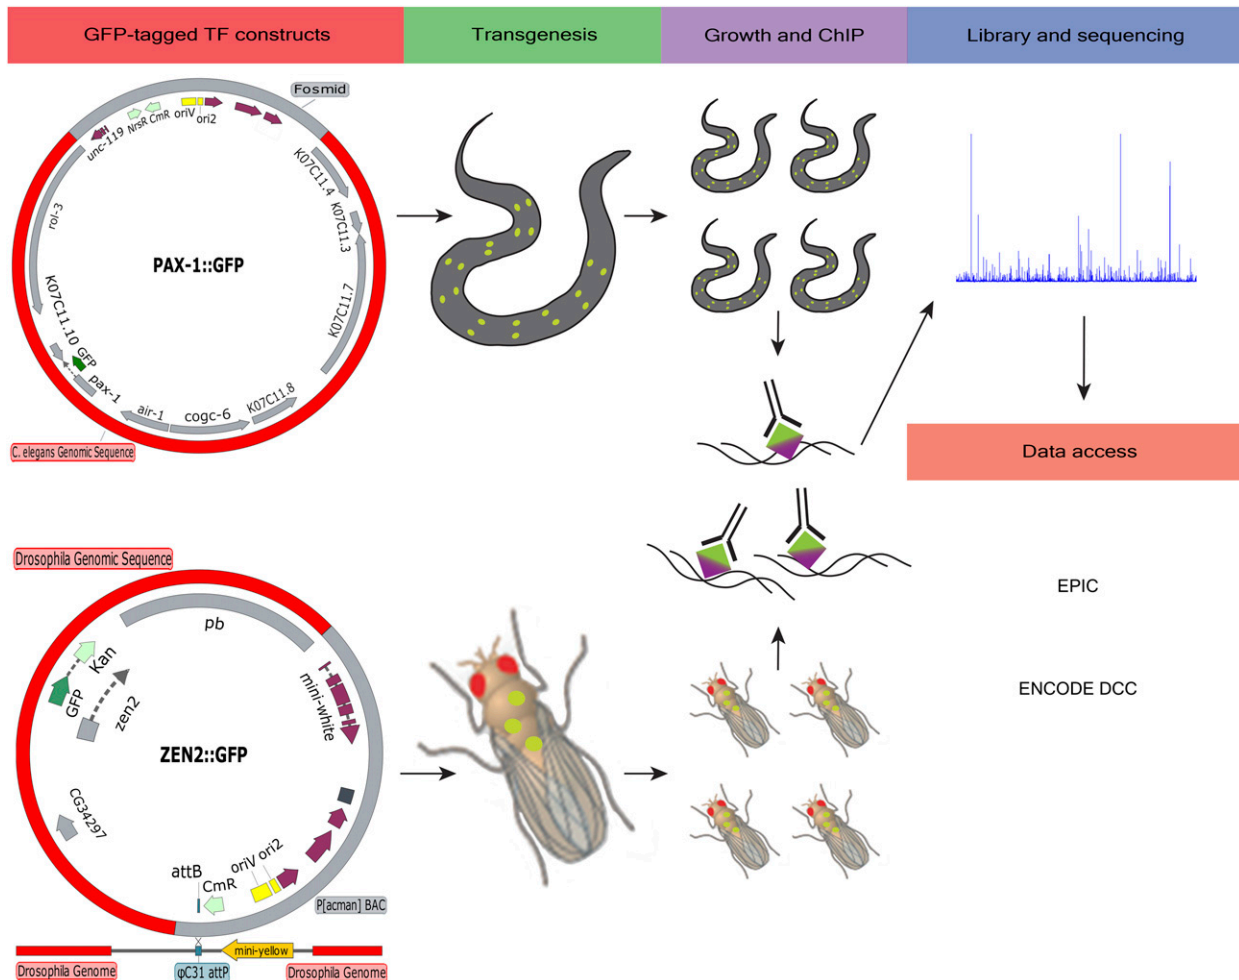 GFP-tagged TF constructs
Transgenesis
Growth and ChIP
Library and sequencing
Fosmid
unc-119
NrsR
CmR
oriV
ori2
K07C11.4
K07C11.3
K07C11.7
K07C11.8
cogc-6
air-1
pax-1
GFP
K07C11.10
rol-3
PAX-1::GFP
C. elegans Genomic Sequence
Data access
EPIC
ENCODE DCC
Drosophila Genomic Sequence
pb
Kan
GFP
zen2
mini-white
ZEN2::GFP
CG34297
attB
CmR
oriV
ori2
P[acman] BAC
mini-yellow
Drosophila Genome
φC31 attP
Drosophila Genome